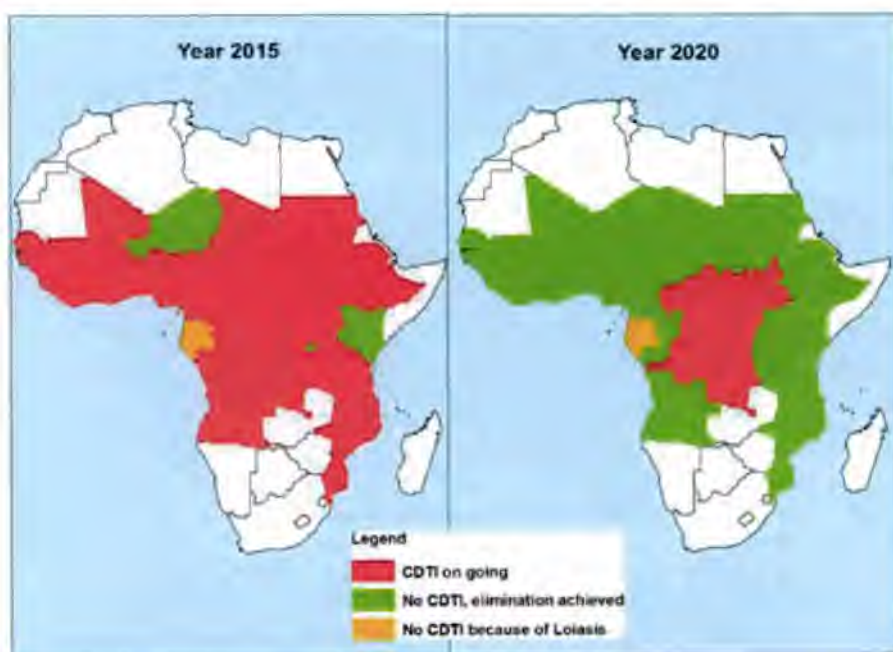 Year 2015
Year 2020
Legend
CDTI on going
No CDTI, elimination achieved
No CDTI because of Loiasis